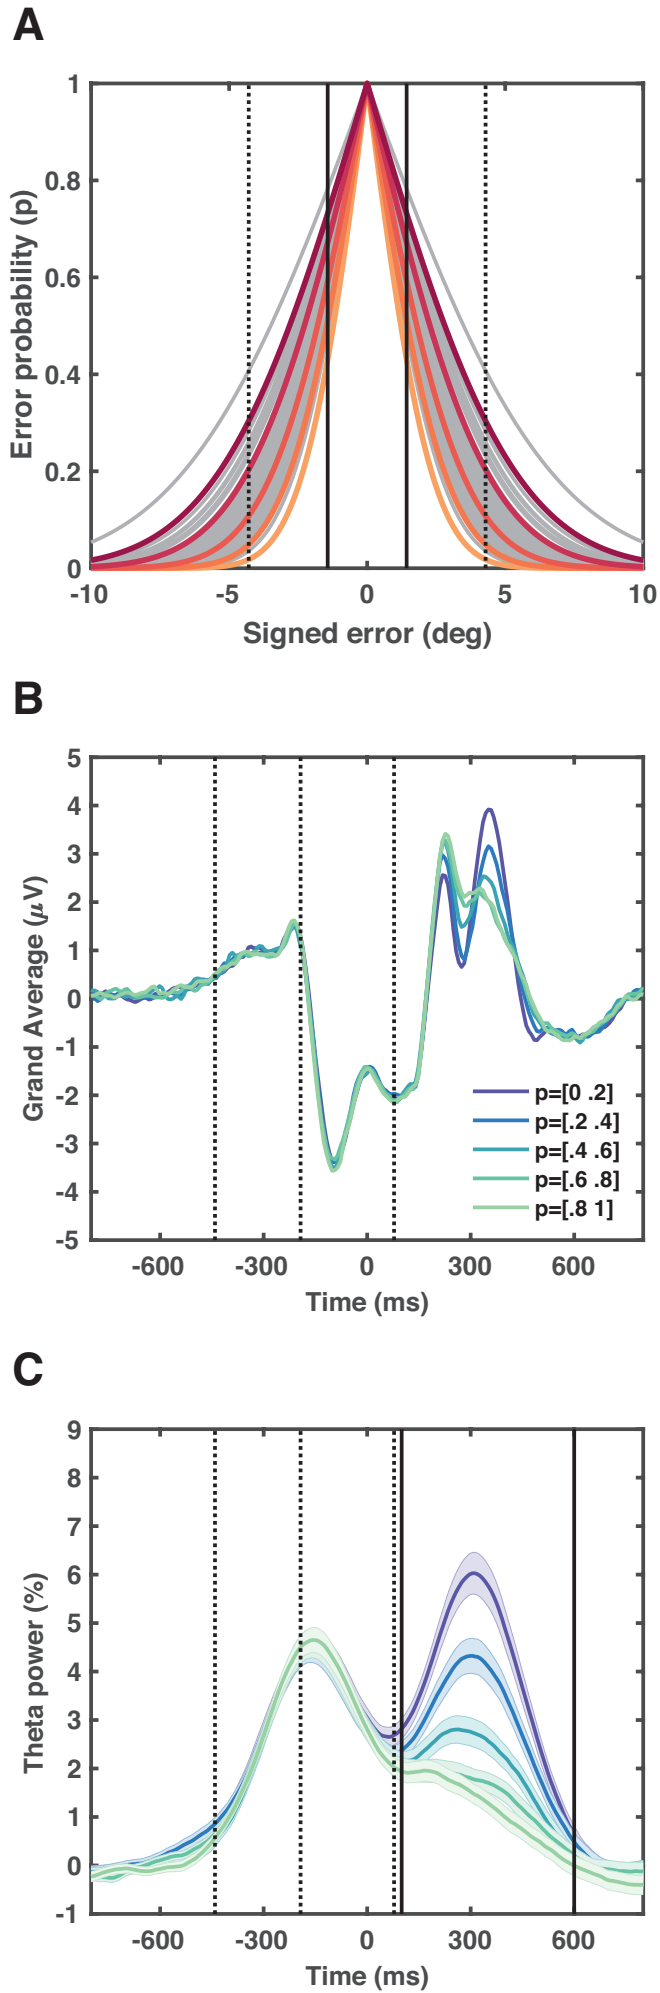 A
1
0.8
0.6
0.4
0.2
0
Error probability (p)
-10 -5 0 5 10
Signed error (deg)
B
5
4
3
2
1
0
-1
-2
-3
-4
-5
Grand Average (μV)
p=[0 .2]
p=[.2 .4]
p=[.4 .6]
p=[.6 .8]
p=[.8 1]
-600 -300 0 300 600
Time (ms)
C
9
8
7
6
5
4
3
2
1
0
-1
Theta power (%)
-600 -300 0 300 600
Time (ms)